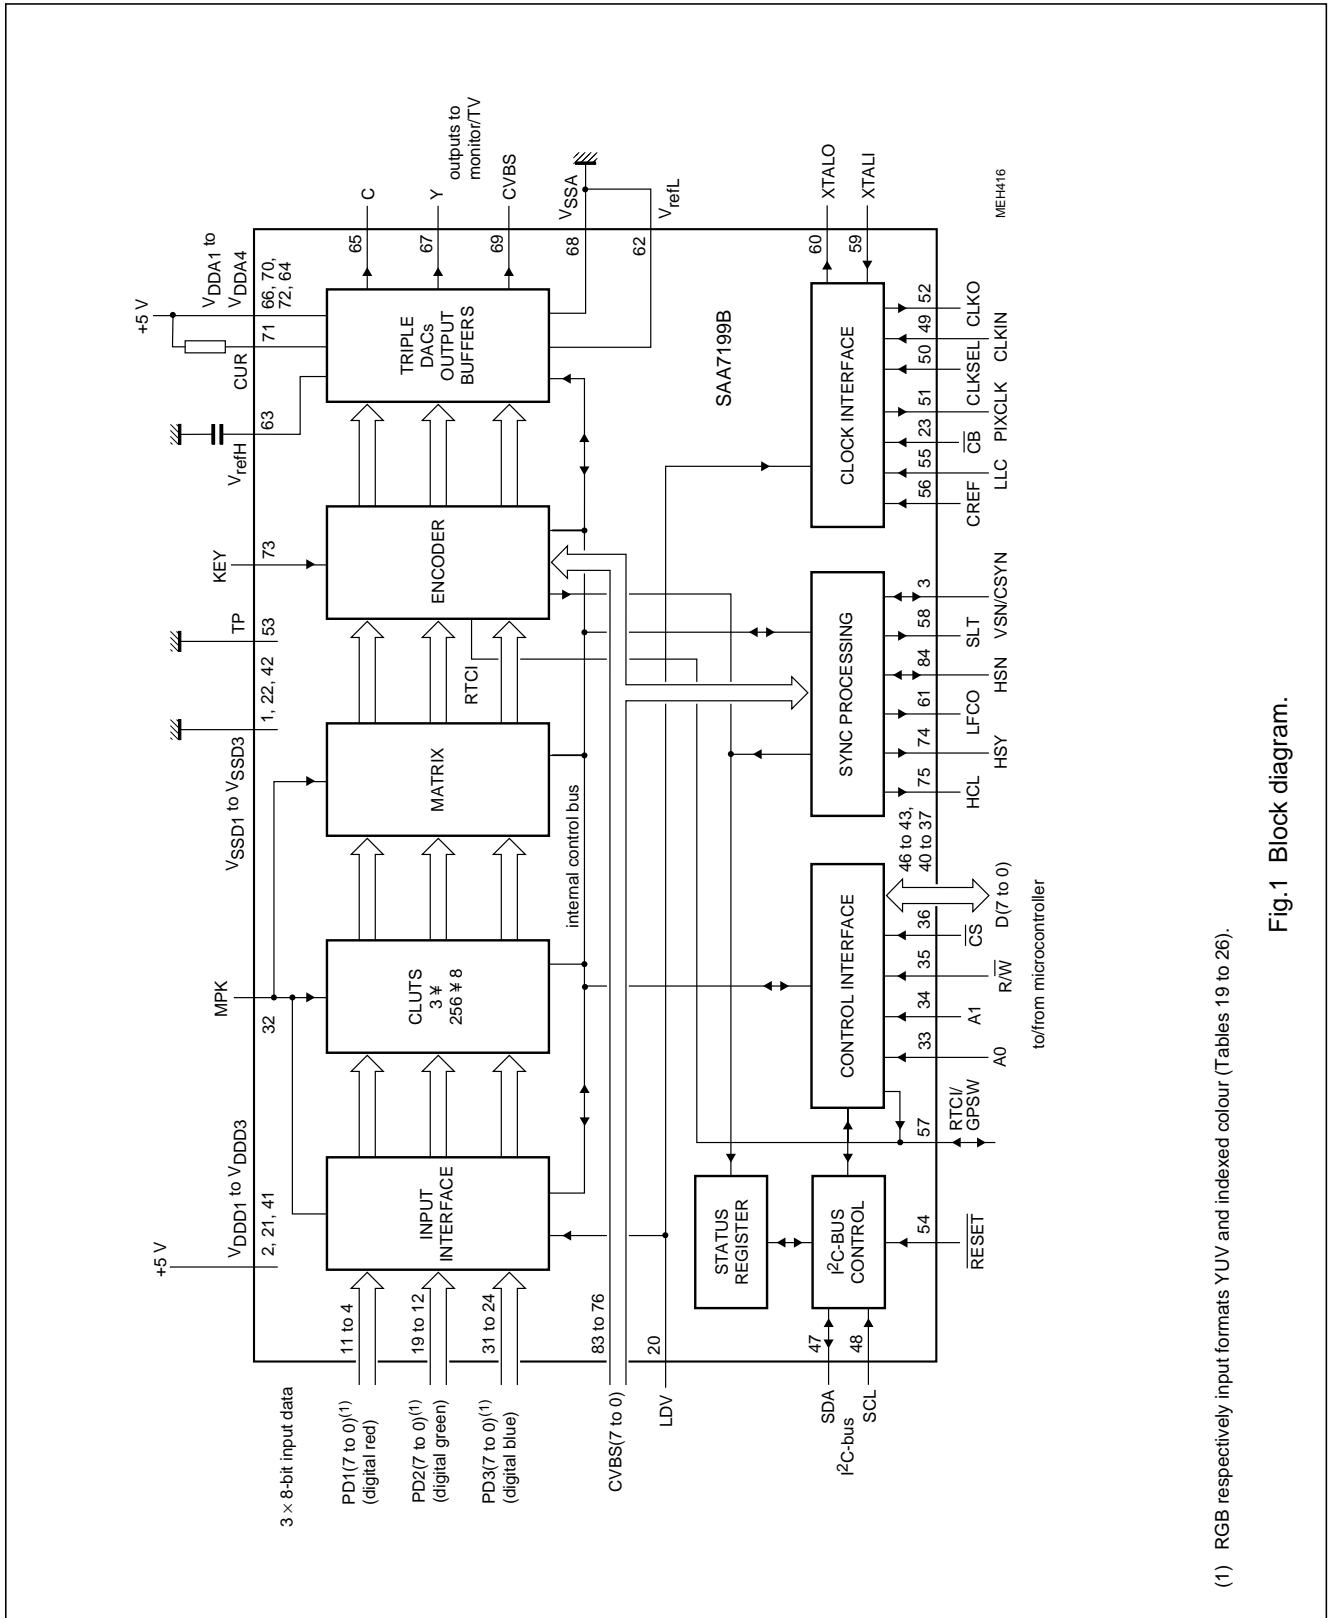 +5 V
VDDD1 to VDDD3
2, 21, 41
MPK
32
VSSD1 to VSSD3
1, 22, 42
TP
53
KEY
73
VrefH
63
CUR
71
+5 V
VDDA1 to
VDDA4
66, 70,
72, 64
3 × 8-bit input data
PD1(7 to 0)(1)
(digital red)
11 to 4
PD2(7 to 0)(1)
(digital green)
19 to 12
PD3(7 to 0)(1)
(digital blue)
31 to 24
INPUT
INTERFACE
CLUTS
3 ¥
256 ¥ 8
MATRIX
ENCODER
TRIPLE
DACs
OUTPUT
BUFFERS
65
C
67
Y
69
CVBS
outputs to
monitor/TV
68
VSSA
62
VrefL
RTCI
internal control bus
CVBS(7 to 0)
83 to 76
LDV
20
SAA7199B
STATUS
REGISTER
I2C-BUS
CONTROL
CONTROL INTERFACE
SYNC PROCESSING
CLOCK INTERFACE
60
XTALO
59
XTALI
SDA
47
I2C-bus
SCL
48
54
RESET
57
RTCI/
GPSW
33
A0
34
A1
35
R/W
36
CS
46 to 43,
40 to 37
D(7 to 0)
to/from microcontroller
75
HCL
74
HSY
61
LFCO
84
HSN
58
SLT
3
VSN/CSYN
56
CREF
55
LLC
23
CB
51
PIXCLK
50
CLKSEL
49
CLKIN
52
CLKO
MEH416
(1) RGB respectively input formats YUV and indexed colour (Tables 19 to 26).
Fig.1 Block diagram.